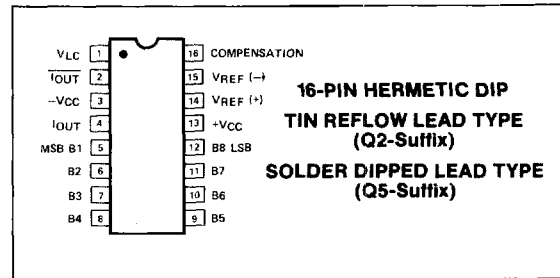 VLC 1 16 COMPENSATION
IOUT 2 15 VREF (–)
–VCC 3 14 VREF (+)
IOUT 4 13 +VCC
MSB B1 5 12 B8 LSB
B2 6 11 B7
B3 7 10 B6
B4 8 9 B5
16-PIN HERMETIC DIP
TIN REFLOW LEAD TYPE
(Q2-Suffix)
SOLDER DIPPED LEAD TYPE
(Q5-Suffix)